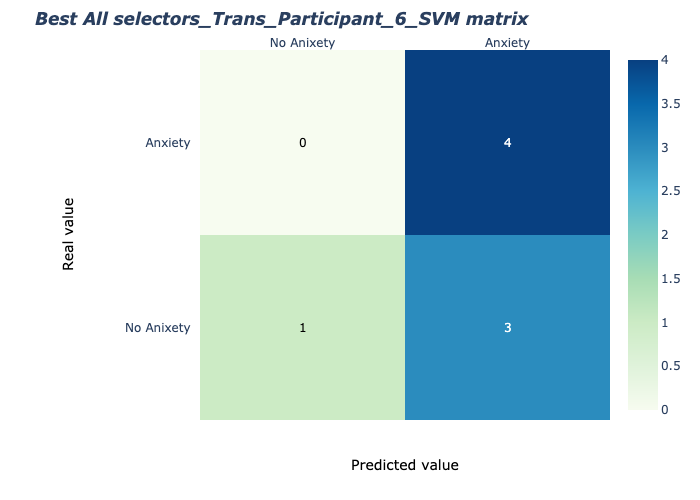 Best All selectors_Trans_Participant_6_SVM matrix
No Anixety
Anxiety
4
3.5
3
2.5
2
1.5
1
0.5
0
Real value
Anxiety
0
4
No Anixety
1
3
Predicted value